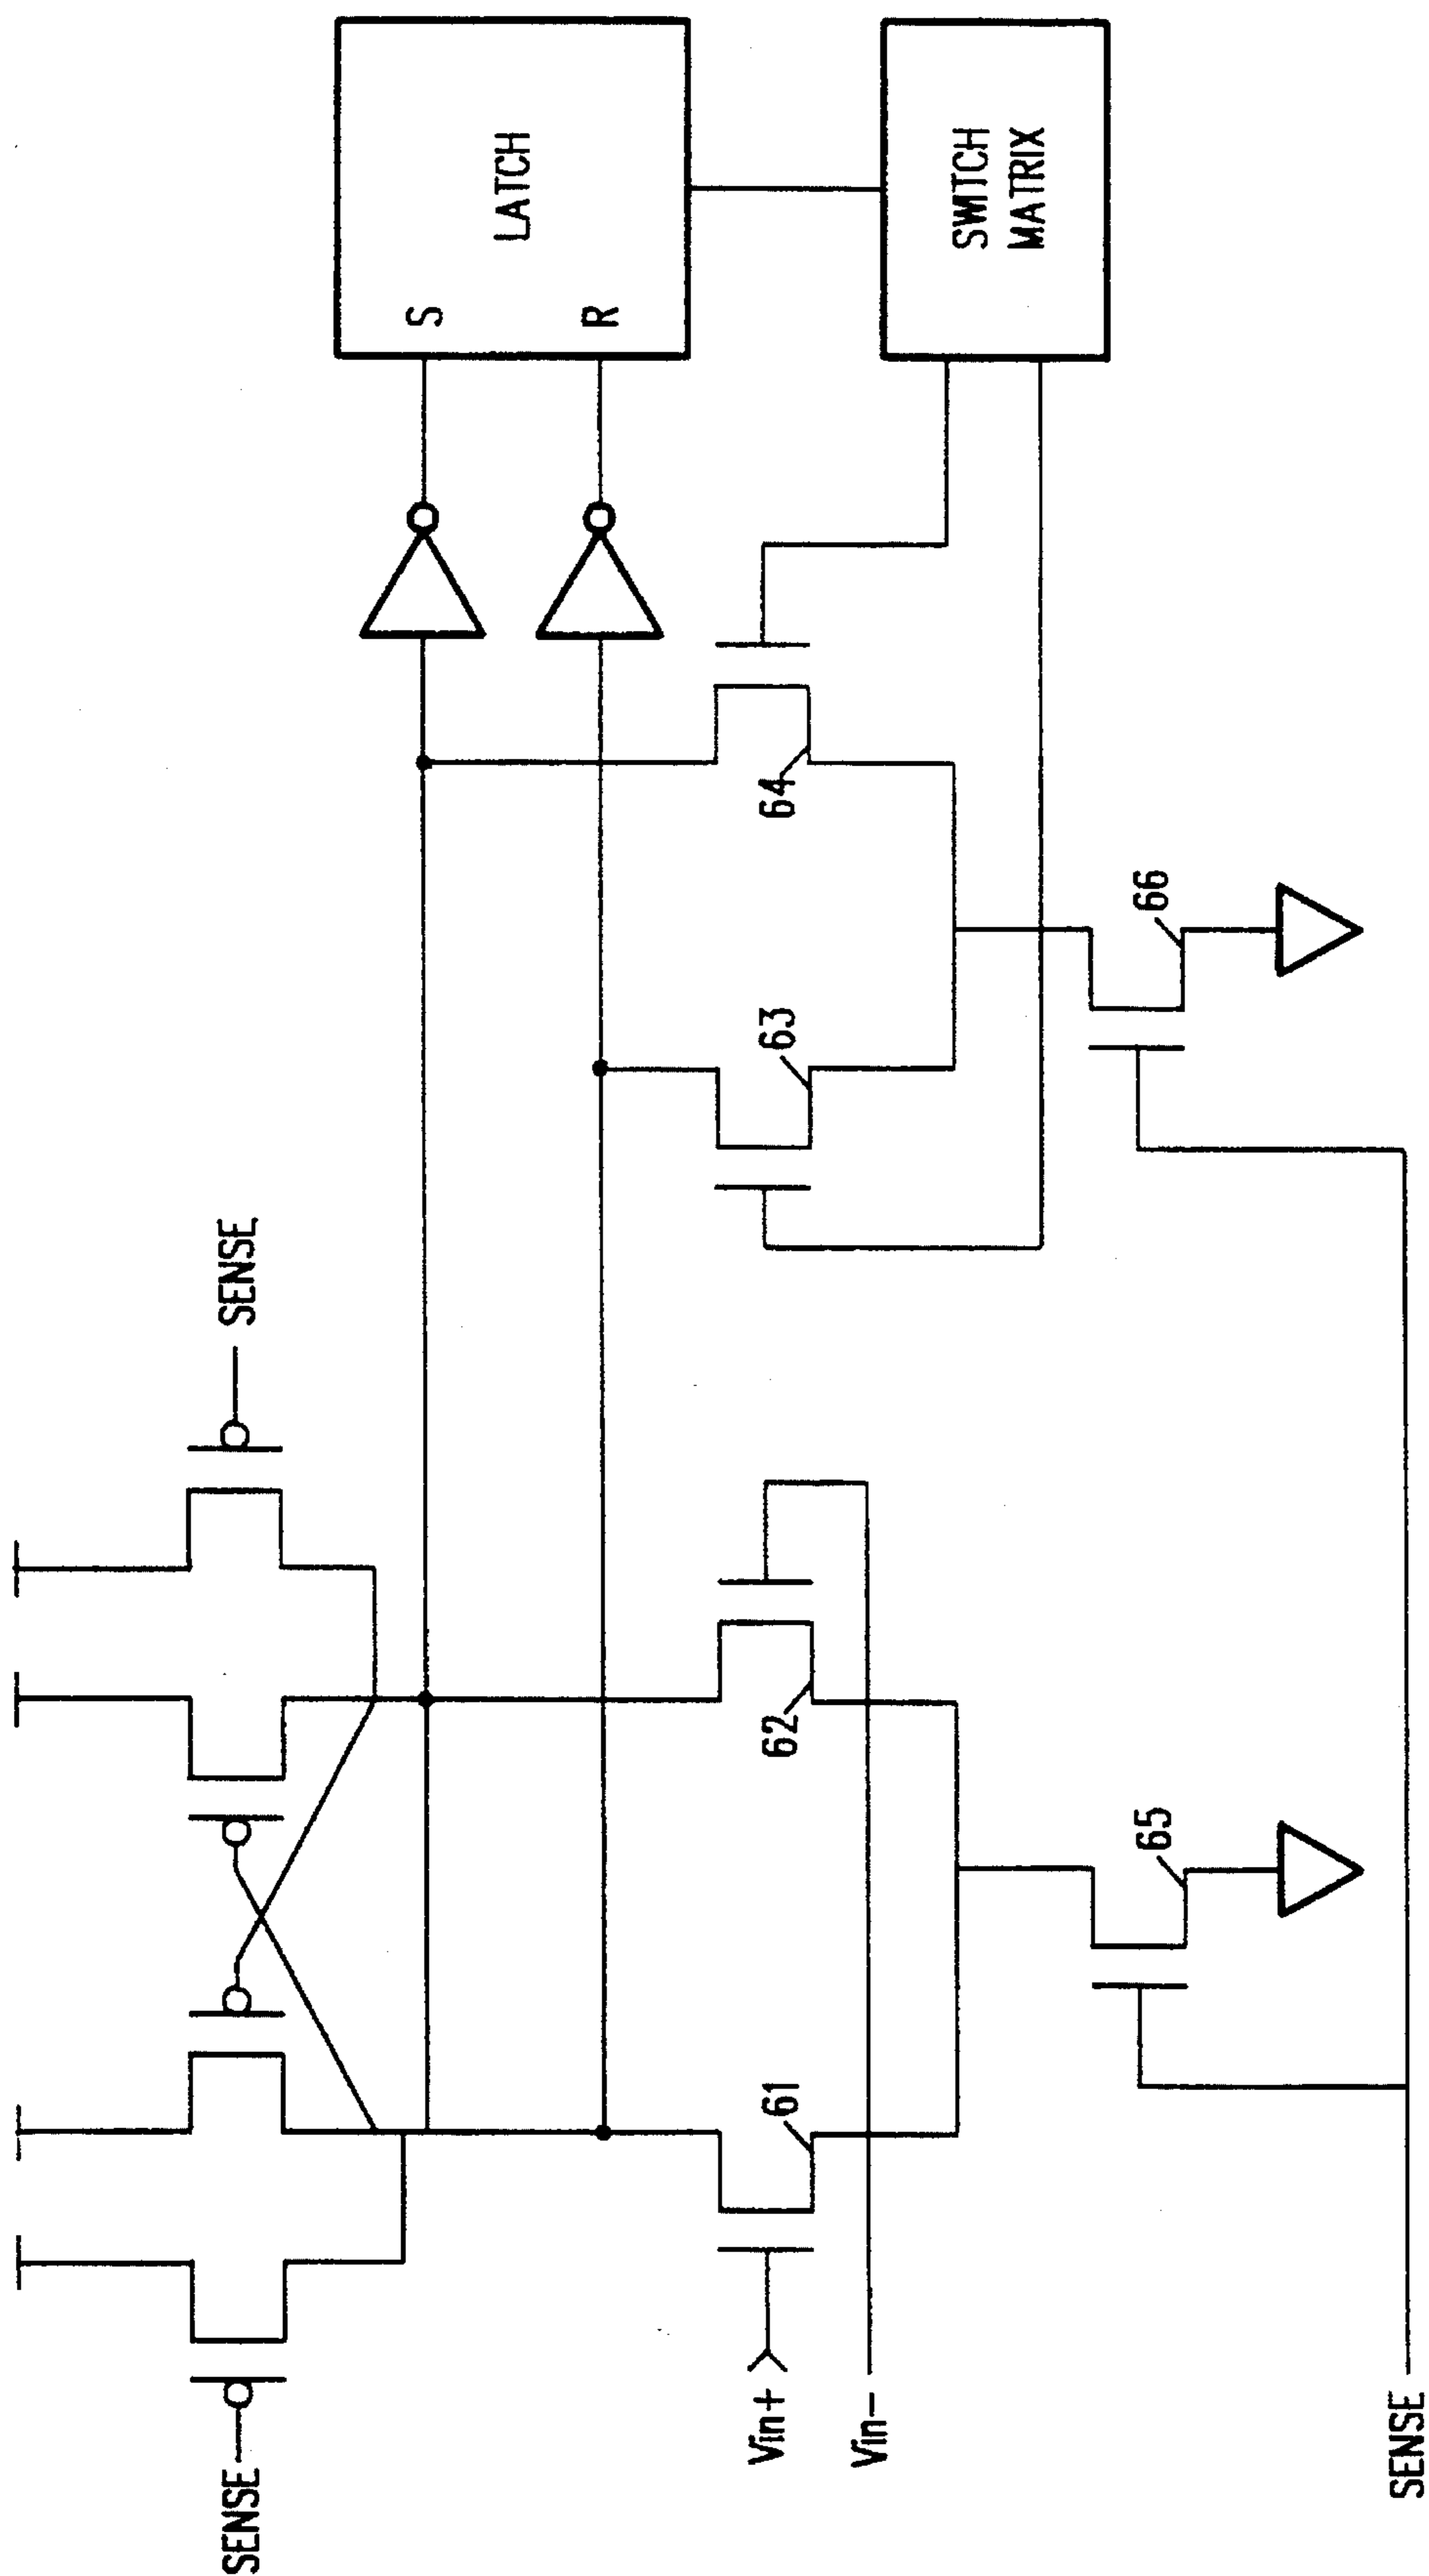 SENSE
SENSE
LATCH
S
R
SWITCH
MATRIX
Vin+
Vin-
61
62
63
64
65
66
SENSE